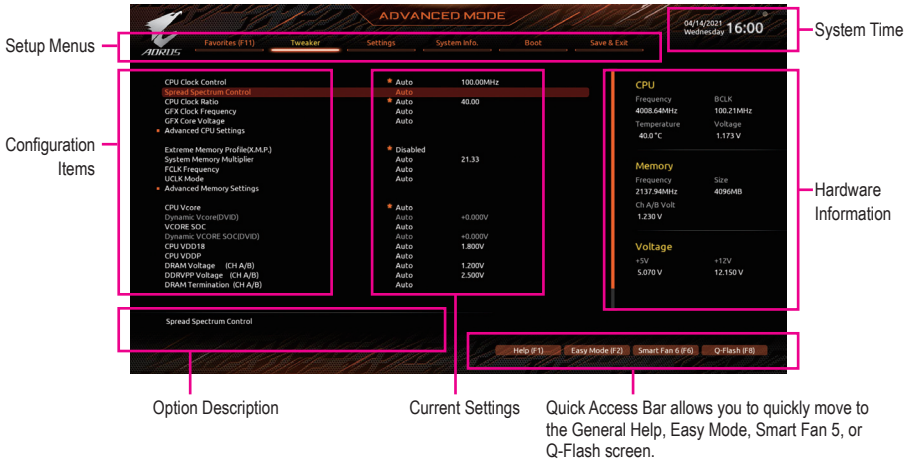 ADVANCED MODE
04/14/2021
Wednesday 16:00
System Time
Setup Menus
AORUS
Favorites (F11) Tweaker Settings System Info. Boot Save & Exit
CPU Clock Control * Auto 100.00MHz
Spread Spectrum Control Auto
CPU Clock Ratio * Auto 40.00
GFX Clock Frequency Auto
GFX Core Voltage Auto
Advanced CPU Settings
Extreme Memory Profile(X.M.P.) * Disabled
System Memory Multiplier Auto 21.33
FCLK Frequency Auto
UCLK Mode Auto
Advanced Memory Settings
CPU Vcore * Auto
Dynamic Vcore(DVID) Auto +0.000V
VCORE SOC Auto
Dynamic VCORE SOC(DVID) Auto +0.000V
CPU VDD18 Auto 1.800V
CPU VDDP Auto
DRAM Voltage (CH A/B) Auto 1.200V
DDRVPP Voltage (CH A/B) Auto 2.500V
DRAM Termination (CH A/B) Auto
Configuration
Items
CPU
Frequency BCLK
4008.64MHz 100.21MHz
Temperature Voltage
40.0 °C 1.173 V
Memory
Frequency Size
2137.94MHz 4096MB
Ch A/B Volt
1.230 V
Voltage
+5V +12V
5.070 V 12.150 V
Hardware
Information
Spread Spectrum Control
Help (F1) Easy Mode (F2) Smart Fan 6 (F6) Q-Flash (F8)
Option Description
Current Settings
Quick Access Bar allows you to quickly move to
the General Help, Easy Mode, Smart Fan 5, or
Q-Flash screen.